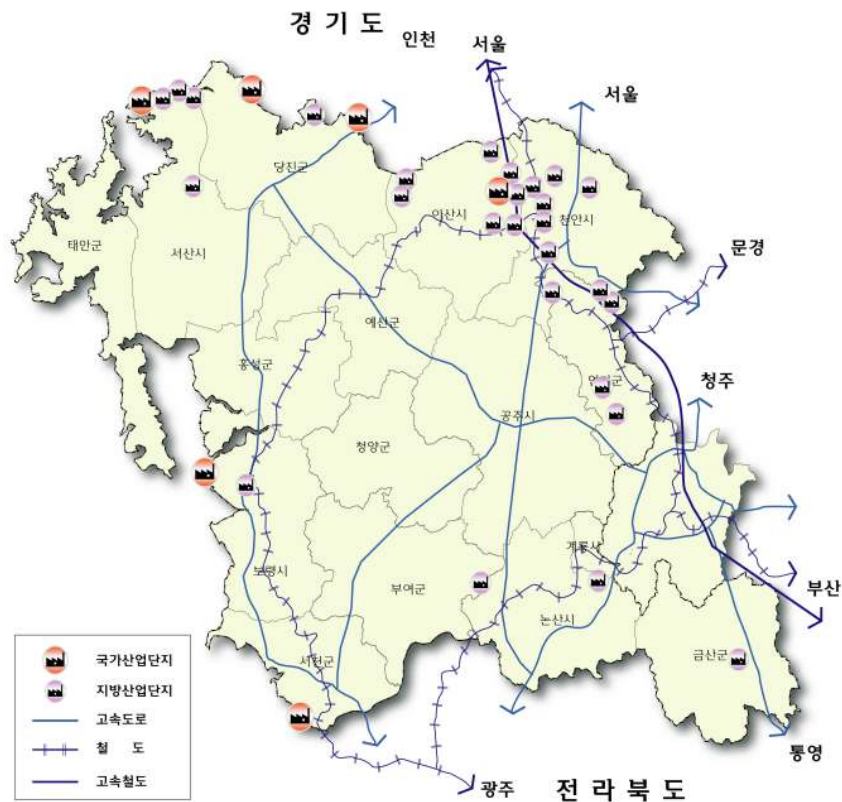 경 기 도
인천
서울
서울
당진군
아산시
천안시
태안군
서산시
문경
예산군
홍성군
청주
공주시
청양군
계룡시
보령시
부여군
부산
논산시
서천군
금산군
국가산업단지
지방산업단지
고속도로
철 도
고속철도
통영
광주
전 라 북 도